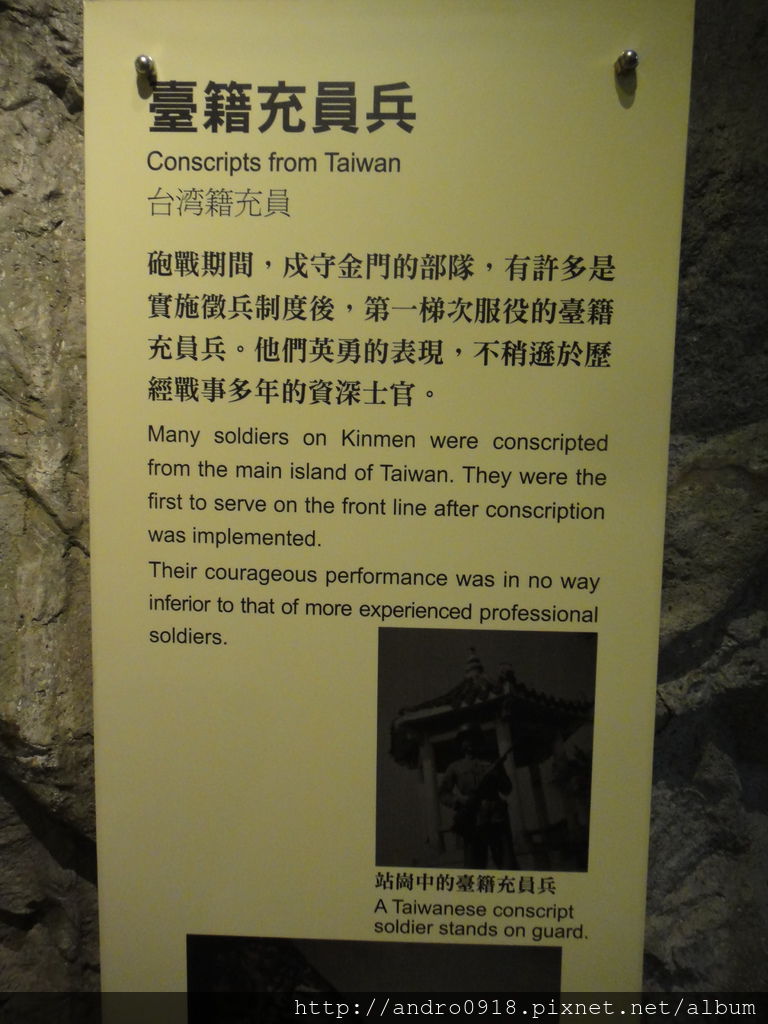 臺籍充員兵
Conscripts from Taiwan
台湾籍充員
砲戰期間，戍守金門的部隊，有許多是
實施徵兵制度後，第一梯次服役的臺籍
充員兵。他們英勇的表現，不稍遜於歷
經戰事多年的資深士官。
Many soldiers on Kinmen were conscripted
from the main island of Taiwan. They were the
first to serve on the front line after conscription
was implemented.
Their courageous performance was in no way
inferior to that of more experienced professional
soldiers.
站崗中的臺籍充員兵
A Taiwanese conscript
soldier stands on guard.
http://andro0918.pixnet.net/album